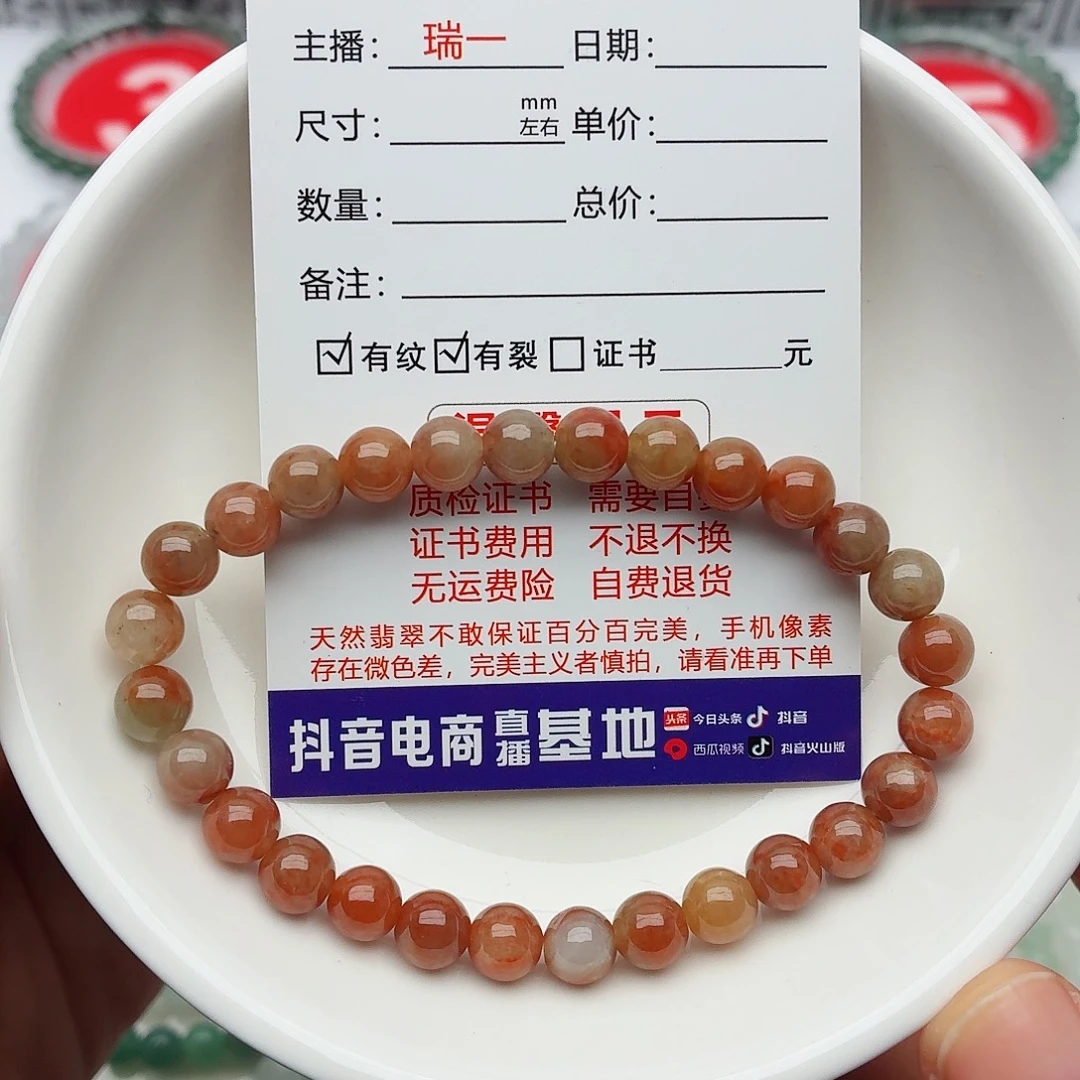 主播： 瑞一 日期：
尺寸： mm 左右 单价：
数量： 总价：
备注：
有纹 有裂 证书 元
质检证书 需要自
证书费用 不退不换
无运费险 自费退货
天然翡翠不敢保证百分百完美，手机像素
存在微色差，完美主义者慎拍，请看准再下单
抖音电商 直播 基地 头条 今日头条 抖音
西瓜视频 抖音火山版
3
5